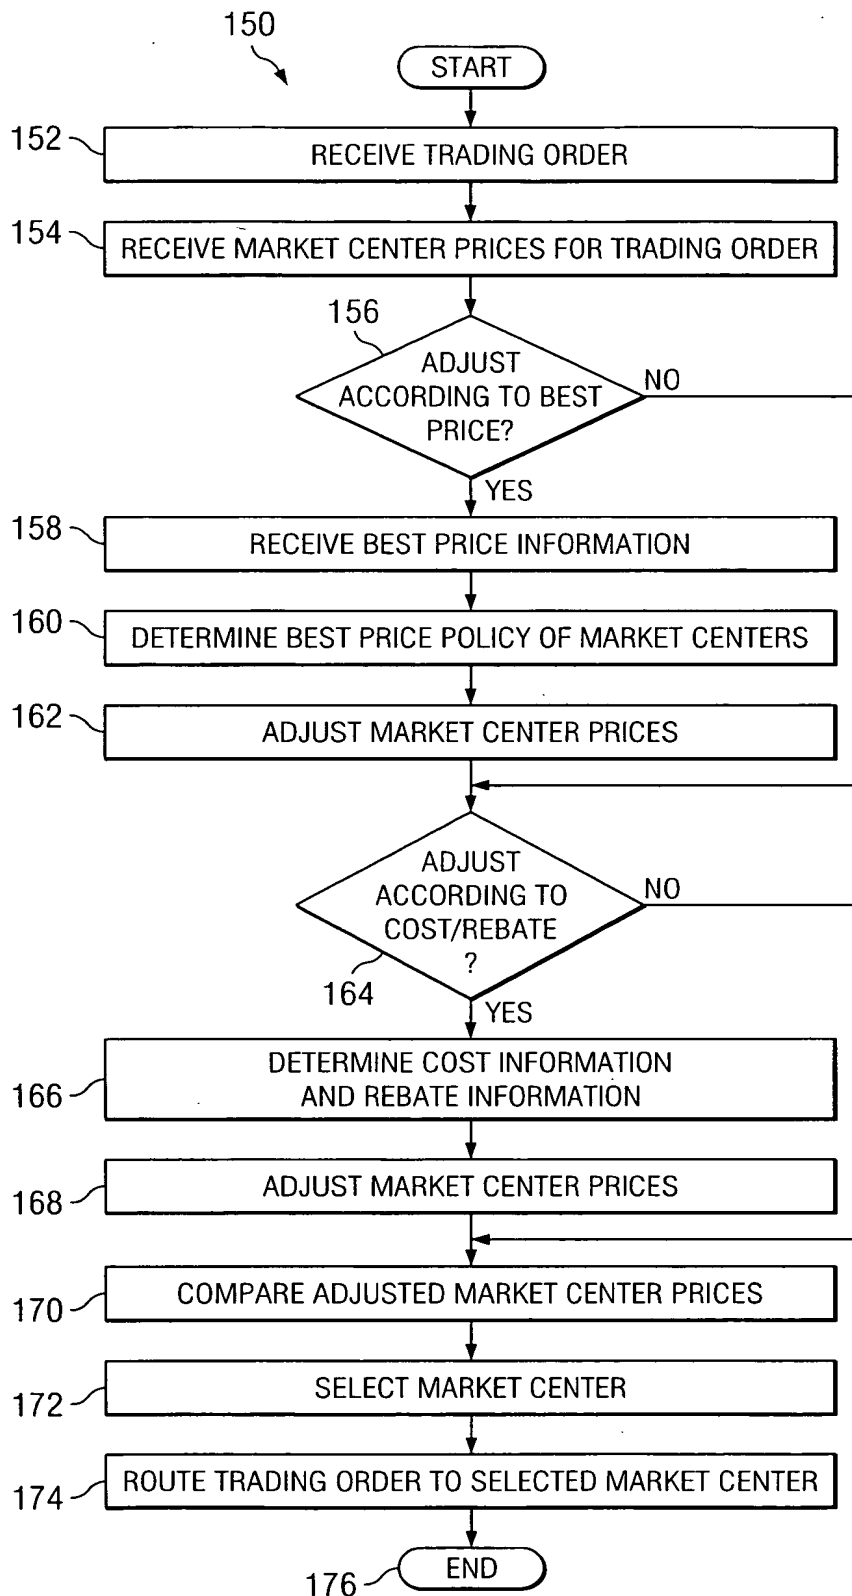 150
START
152
RECEIVE TRADING ORDER
154
RECEIVE MARKET CENTER PRICES FOR TRADING ORDER
156
ADJUST
ACCORDING TO BEST
PRICE?
NO
YES
158
RECEIVE BEST PRICE INFORMATION
160
DETERMINE BEST PRICE POLICY OF MARKET CENTERS
162
ADJUST MARKET CENTER PRICES
ADJUST
ACCORDING TO
COST/REBATE
?
NO
164
YES
166
DETERMINE COST INFORMATION
AND REBATE INFORMATION
168
ADJUST MARKET CENTER PRICES
170
COMPARE ADJUSTED MARKET CENTER PRICES
172
SELECT MARKET CENTER
174
ROUTE TRADING ORDER TO SELECTED MARKET CENTER
176
END